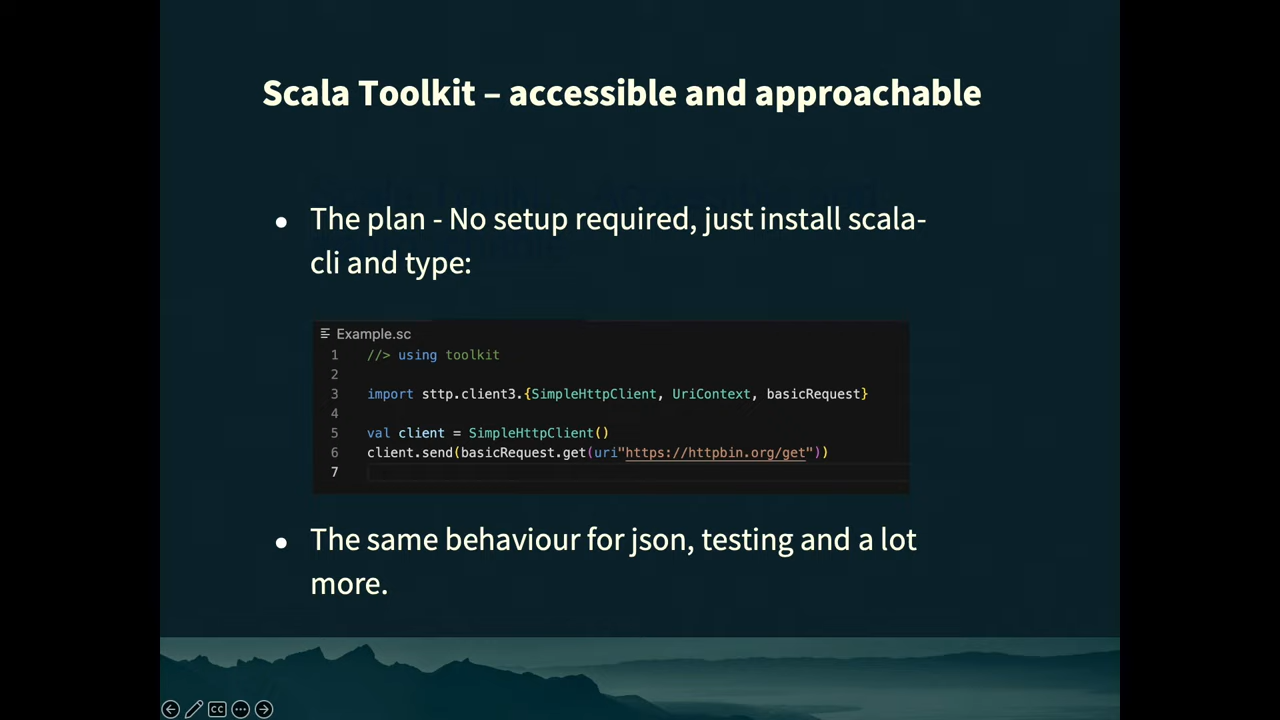 Scala Toolkit – accessible and approachable
● The plan - No setup required, just install scala-
cli and type:
Example.sc
1 //> using toolkit
2
3 import sttp.client3.{SimpleHttpClient, UriContext, basicRequest}
4
5 val client = SimpleHttpClient()
6 client.send(basicRequest.get(uri"https://httpbin.org/get"))
7
● The same behaviour for json, testing and a lot
more.
CC